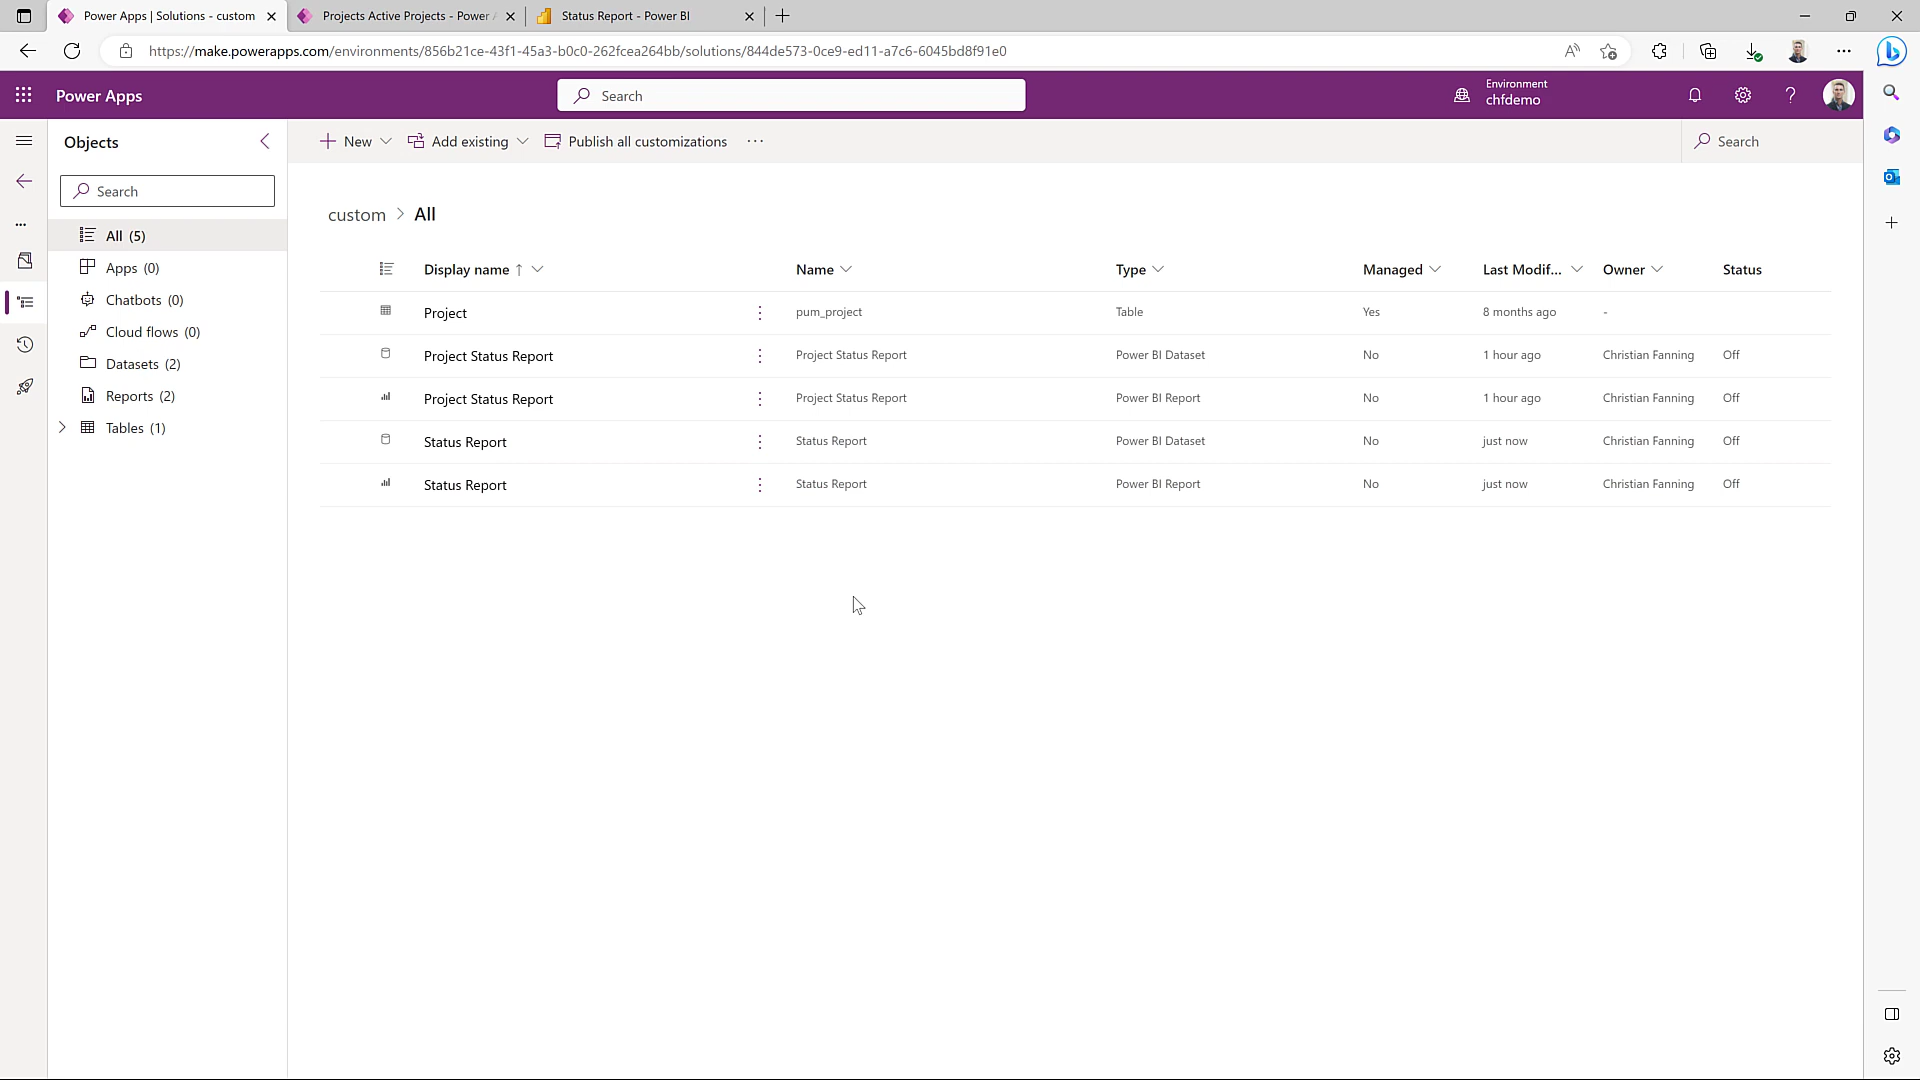 Power Apps | Solutions - custom
Projects Active Projects - Power A
Status Report - Power BI
https://make.powerapps.com/environments/856b21ce-43f1-45a3-b0c0-262fcea264bb/solutions/844de573-0ce9-ed11-a7c6-6045bd8f91e0
Power Apps
Search
Environment
chfdemo
Objects
New
Add existing
Publish all customizations
Search
Search
All (5)
Apps (0)
Chatbots (0)
Cloud flows (0)
Datasets (2)
Reports (2)
Tables (1)
custom > All
Display name ↑ Name Type Managed Last Modif... Owner Status
Project pum_project Table Yes 8 months ago -
Project Status Report Project Status Report Power BI Dataset No 1 hour ago Christian Fanning Off
Project Status Report Project Status Report Power BI Report No 1 hour ago Christian Fanning Off
Status Report Status Report Power BI Dataset No just now Christian Fanning Off
Status Report Status Report Power BI Report No just now Christian Fanning Off